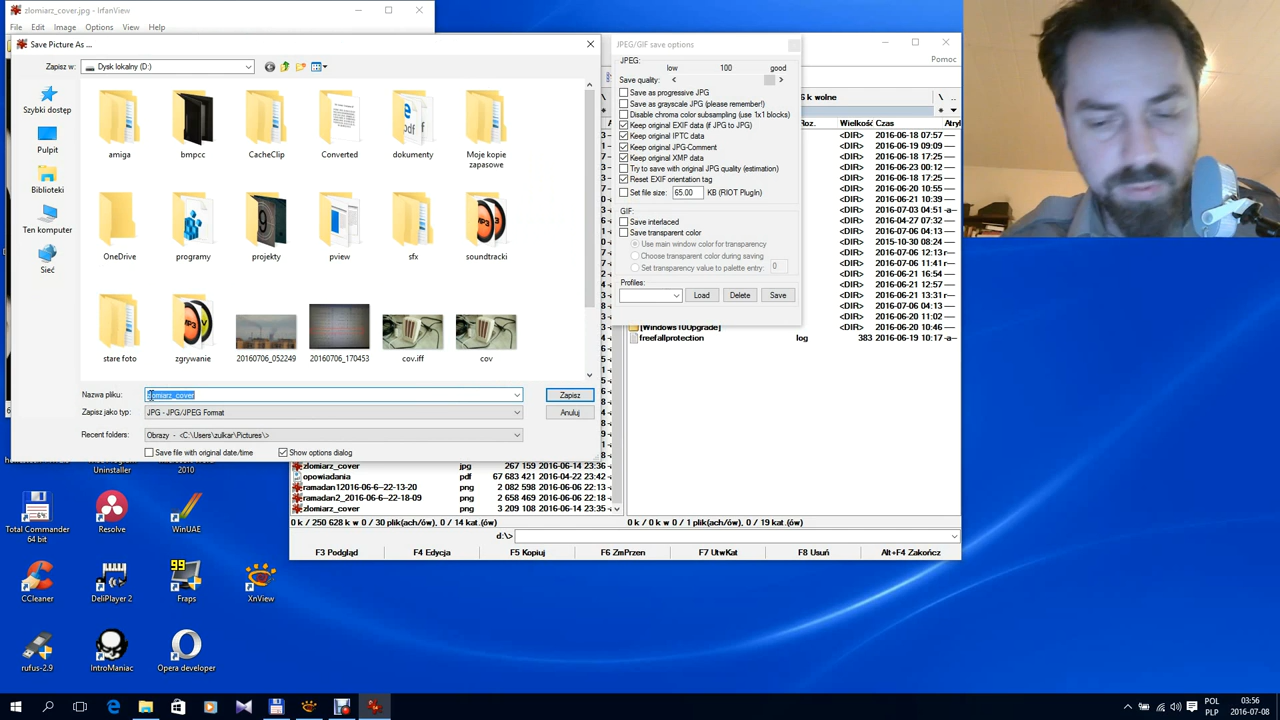 zlomiarz_cover.jpg - IrfanView
File Edit Image Options View Help
Save Picture As ...
Zapisz w:
Dysk lokalny (D:)
Szybki dostęp
Pulpit
Biblioteki
Ten komputer
Sieć
amiga
bmpcc
CacheClip
Converted
dokumenty
Moje kopie
zapasowe
OneDrive
programy
projekty
pview
sfx
soundtracki
stare foto
zgrywanie
20160706_052249
20160706_170453
cov.iff
cov
Nazwa pliku:
zlomiarz_cover
Zapisz
Zapisz jako typ:
JPG - JPG/JPEG Format
Anuluj
Recent folders:
Obrazy - <C:\Users\zulkar\Pictures\>
Save file with original date/time
Show options dialog
JPEG/GIF save options
JPEG:
low 100 good
Save quality: < >
Save as progressive JPG
Save as grayscale JPG (please remember!)
Disable chroma color subsampling (use 1x1 blocks)
Keep original EXIF data (if JPG to JPG)
Keep original IPTC data
Keep original JPG-Comment
Keep original XMP data
Try to save with original JPG quality (estimation)
Reset EXIF orientation tag
Set file size: 65.00 KB (RIOT PlugIn)
GIF:
Save interlaced
Save transparent color
Use main window color for transparency
Choose transparency color during saving
Set transparency value to palette entry: 0
Profiles:
Load
Delete
Save
Pomoc
6 k wolne
\ ..
* ▼
Roz. Wielkość Czas Atryl
<DIR> 2016-06-18 07:57
<DIR> 2016-06-19 09:09
<DIR> 2016-06-18 17:25
<DIR> 2016-06-23 00:12
<DIR> 2016-06-18 17:25
<DIR> 2016-06-20 10:55
<DIR> 2016-06-21 10:39
<DIR> 2016-07-03 04:51 -a
<DIR> 2016-04-27 07:32
<DIR> 2016-07-06 04:13
<DIR> 2015-10-30 08:24
<DIR> 2016-07-06 12:13 r
<DIR> 2016-07-06 11:41 r
<DIR> 2016-06-21 16:54
<DIR> 2016-06-21 12:57
<DIR> 2016-06-21 13:31 r
<DIR> 2016-07-06 04:13
[Windows10Upgrade] <DIR> 2016-06-20 10:46
freefallprotection log 383 2016-06-19 10:17 -a
zlomiarz_cover jpg 267 159 2016-06-14 23:36
opowiadania pdf 67 683 421 2016-04-22 23:42
ramadan12016-06-6--22-13-20 png 2 082 598 2016-06-06 22:13
ramadan2_2016-06-6--22-18-09 png 2 658 469 2016-06-06 22:18
zlomiarz_cover png 3 209 108 2016-06-14 23:35
0 k / 250 628 k w 0 / 30 plik(ach/ów), 0 / 14 kat.(ów)
0 k / 0 k w 0 / 1 plik(ach/ów), 0 / 19 kat.(ów)
d:\>
F3 Podgląd
F4 Edycja
F5 Kopiuj
F6 ZmPrzen
F7 UtwKat
F8 Usuń
Alt+F4 Zakończ
Uninstaller
2010
Total Commander
64 bit
Resolve
WinUAE
CCleaner
DeliPlayer 2
99
Fraps
XnView
rufus-2.9
IntroManiac
Opera developer
POL
PLP
03:56
2016-07-08